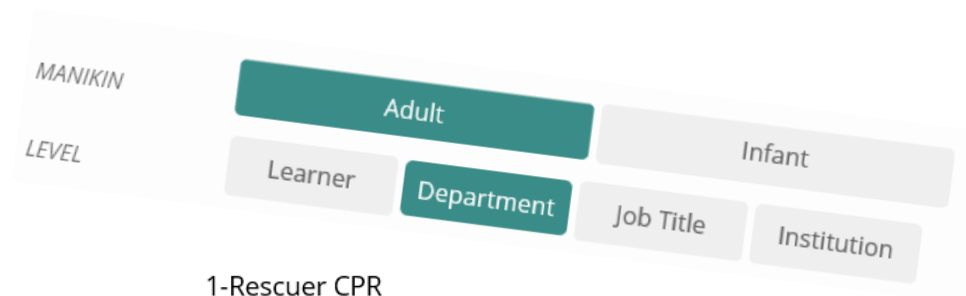 MANIKIN Adult Infant
LEVEL Learner Department Job Title Institution
1-Rescuer CPR